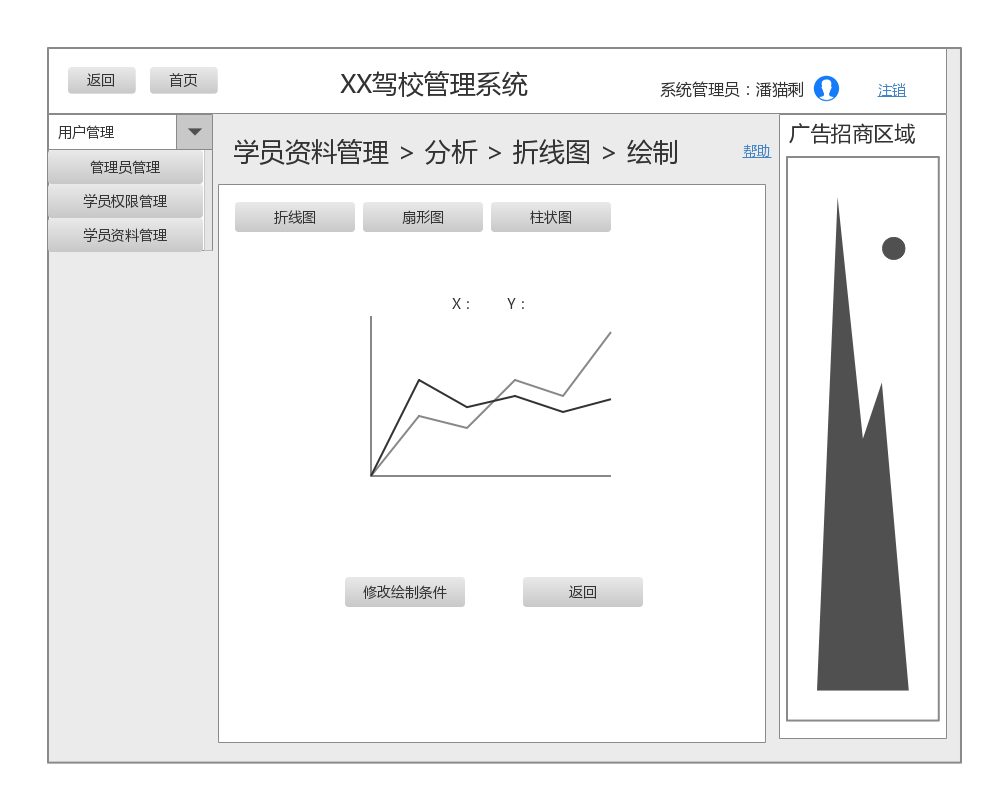 返回 首页 XX驾校管理系统 系统管理员：潘猫剩 注销
用户管理
管理员管理
学员权限管理
学员资料管理
学员资料管理 > 分析 > 折线图 > 绘制 帮助
折线图 扇形图 柱状图
X： Y：
修改绘制条件 返回
广告招商区域